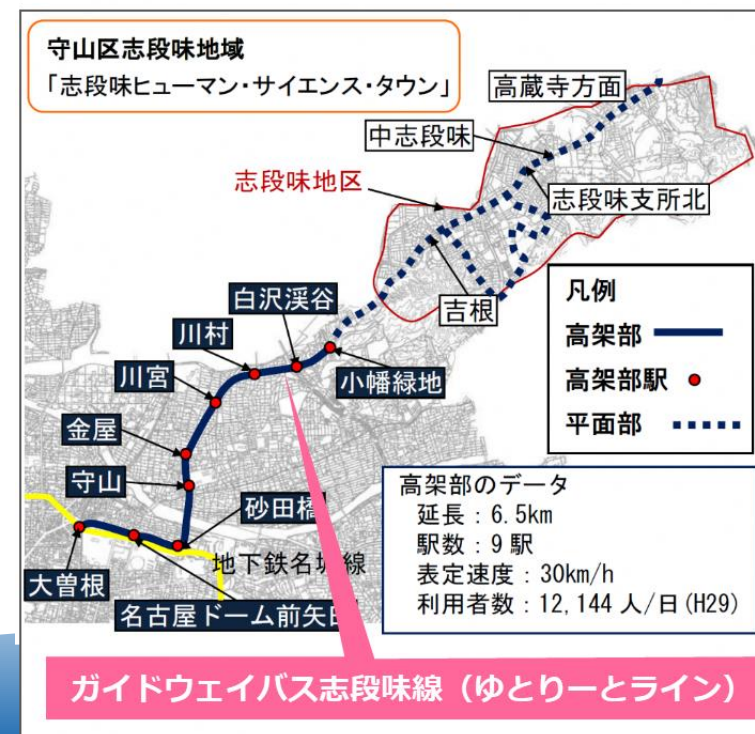 守山区志段味地域
「志段味ヒューマン・サイエンス・タウン」
高蔵寺方面
中志段味
志段味地区
志段味支所北
吉根
白沢渓谷
川村
小幡緑地
川宮
金屋
守山
砂田橋
地下鉄名城線
大曽根
名古屋ドーム前矢田
凡例
高架部
高架部駅
平面部
高架部のデータ
延長：6.5km
駅数：9駅
表定速度：30km/h
利用者数：12,144人/日(H29)
ガイドウェイバス志段味線（ゆとりーとライン）